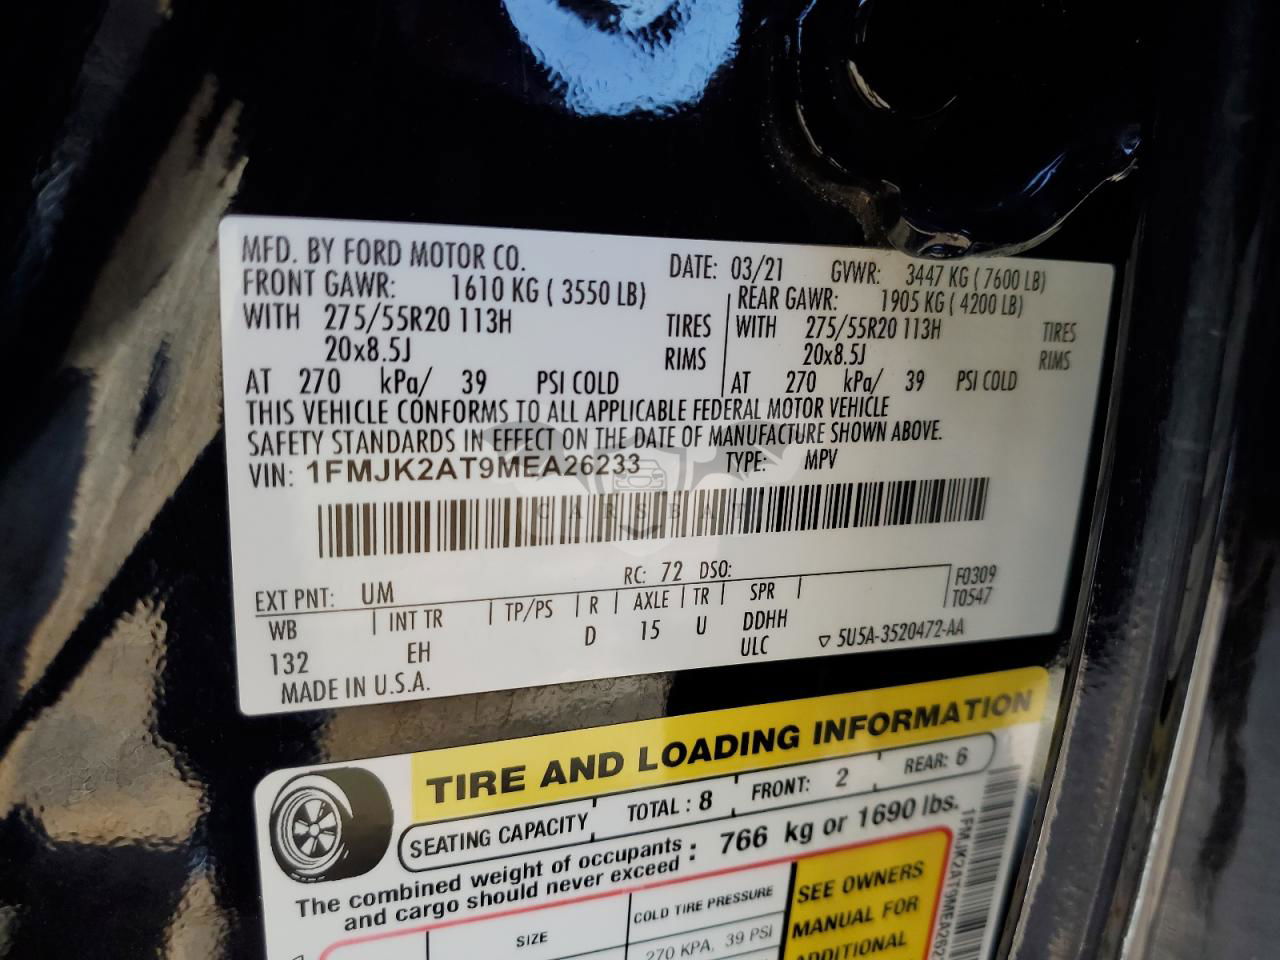 MFD. BY FORD MOTOR CO.
DATE: 03/21 GVWR: 3447 KG ( 7600 LB)
FRONT GAWR: 1610 KG ( 3550 LB) REAR GAWR: 1905 KG ( 4200 LB)
WITH 275/55R20 113H TIRES WITH 275/55R20 113H TIRES
20x8.5J RIMS 20x8.5J RIMS
AT 270 kPa/ 39 PSI COLD AT 270 kPa/ 39 PSI COLD
THIS VEHICLE CONFORMS TO ALL APPLICABLE FEDERAL MOTOR VEHICLE
SAFETY STANDARDS IN EFFECT ON THE DATE OF MANUFACTURE SHOWN ABOVE.
VIN: 1FMJK2AT9MEA26233 TYPE: MPV
CARSBAT
EXT PNT: UM RC: 72 DSO: F0309
WB INT TR TP/PS R AXLE TR SPR T0547
132 EH D 15 U DDHH
ULC 5U5A-3520472-AA
MADE IN U.S.A.
TIRE AND LOADING INFORMATION
SEATING CAPACITY TOTAL : 8 FRONT: 2 REAR: 6
The combined weight of occupants
and cargo should never exceed : 766 kg or 1690 lbs.
SIZE COLD TIRE PRESSURE
270 KPA, 39 PSI
SEE OWNERS
MANUAL FOR
ADDITIONAL
1FMJK2AT9MEA262